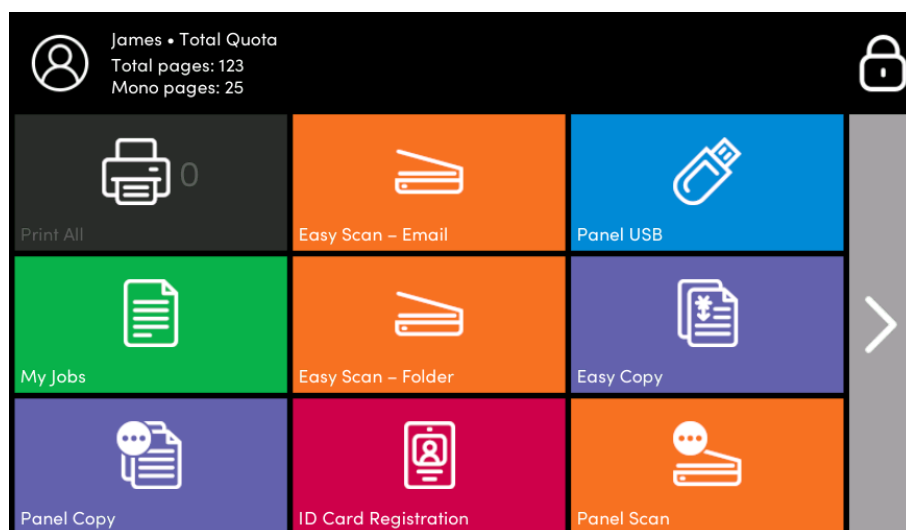 James • Total Quota
Total pages: 123
Mono pages: 25
0
Print All
Easy Scan – Email
Panel USB
My Jobs
Easy Scan – Folder
Easy Copy
Panel Copy
ID Card Registration
Panel Scan